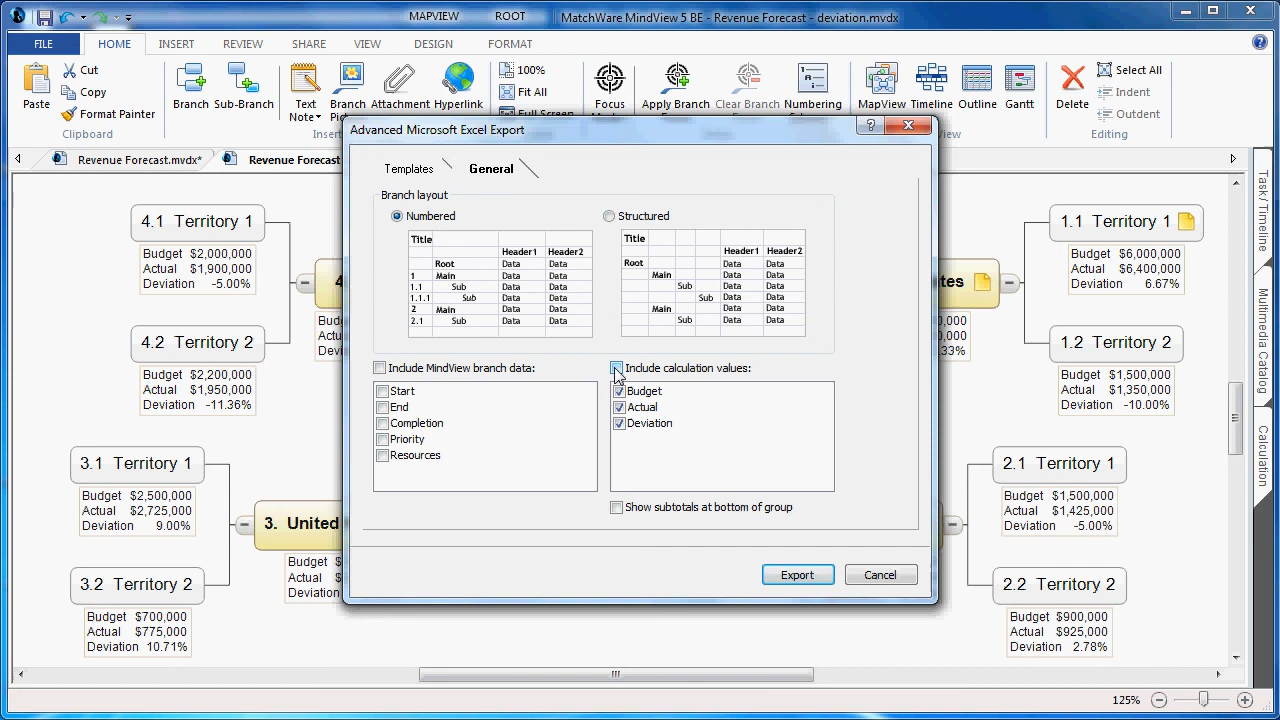 MAPVIEW ROOT MatchWare MindView 5 BE - Revenue Forecast - deviation.mvdx
FILE HOME INSERT REVIEW SHARE VIEW DESIGN FORMAT
Paste Cut Copy Format Painter
Clipboard
Branch Sub-Branch Text Note Branch Picture Attachment Hyperlink
100% Fit All Full Screen
Focus Apply Branch Clear Branch Numbering
MapView Timeline Outline Gantt
Delete Select All Indent Outdent
Editing
Revenue Forecast.mvdx* Revenue Forecast
Advanced Microsoft Excel Export
Templates General
Branch layout
Numbered Structured
Title
Header1 Header2
Root Data Data
1 Main Data Data
1.1 Sub Data Data
1.1.1 Sub Data Data
2 Main Data Data
2.1 Sub Data Data
Title
Header1 Header2
Root Data Data
Main Data Data
Sub Data Data
Sub Data Data
Main Data Data
Sub Data Data
Include MindView branch data:
Start
End
Completion
Priority
Resources
Include calculation values:
Budget
Actual
Deviation
Show subtotals at bottom of group
Export Cancel
4.1 Territory 1
Budget $2,000,000
Actual $1,900,000
Deviation -5.00%
4.2 Territory 2
Budget $2,200,000
Actual $1,950,000
Deviation -11.36%
3.1 Territory 1
Budget $2,500,000
Actual $2,725,000
Deviation 9.00%
3.2 Territory 2
Budget $700,000
Actual $775,000
Deviation 10.71%
3. United
Budget
Actual
Deviation
1.1 Territory 1
Budget $6,000,000
Actual $6,400,000
Deviation 6.67%
1.2 Territory 2
Budget $1,500,000
Actual $1,350,000
Deviation -10.00%
2.1 Territory 1
Budget $1,500,000
Actual $1,425,000
Deviation -5.00%
2.2 Territory 2
Budget $900,000
Actual $925,000
Deviation 2.78%
Task / Timeline
Multimedia Catalog
Calculation
125%